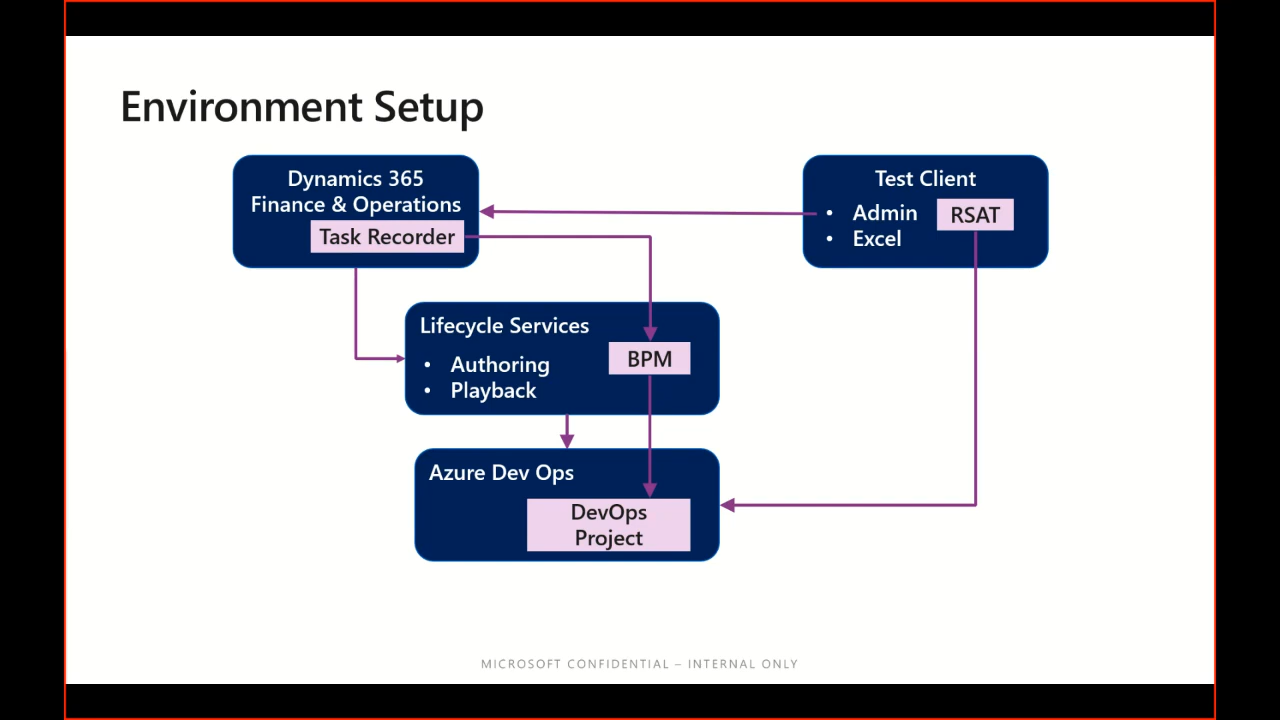 Environment Setup
Dynamics 365
Finance & Operations
Task Recorder
Test Client
• Admin
• Excel
RSAT
Lifecycle Services
• Authoring
• Playback
BPM
Azure Dev Ops
DevOps
Project
MICROSOFT CONFIDENTIAL – INTERNAL ONLY